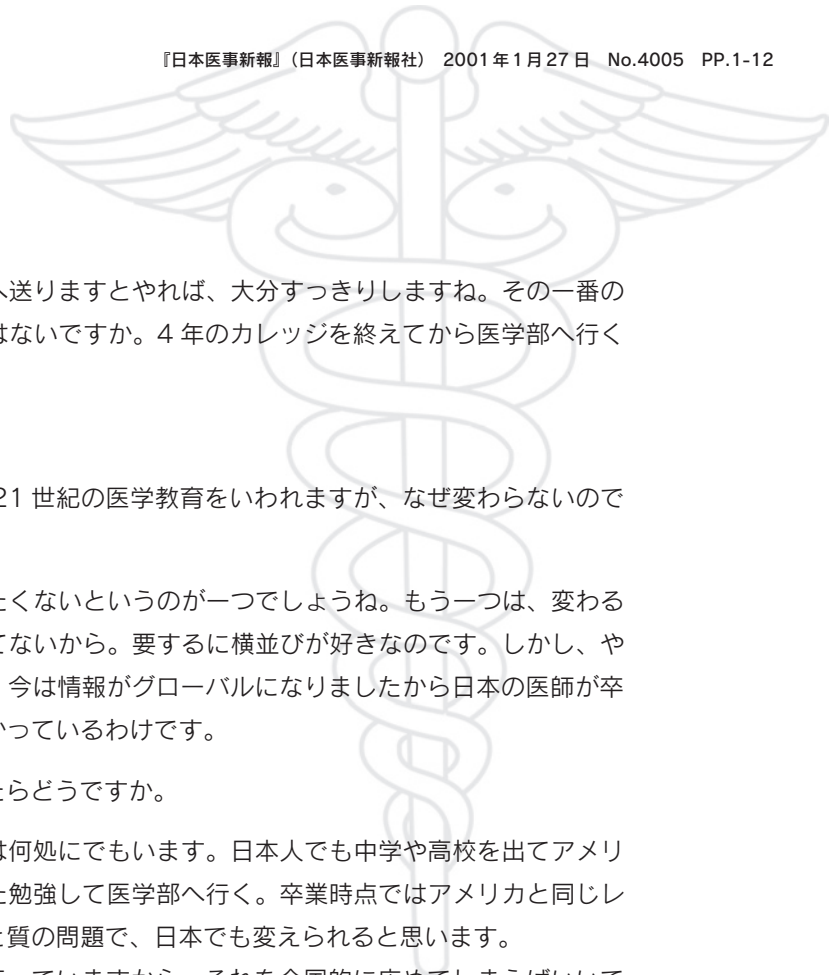 『日本医事新報』（日本医事新報社） 2001年1月27日 No.4005 PP.1-12
へ送りますとやれば、大分すっきりしますね。その一番の
はないですか。4年のカレッジを終えてから医学部へ行く
21世紀の医学教育をいわれますが、なぜ変わらないので
たくないというのが一つでしょうね。もう一つは、変わる
てないから。要するに横並びが好きなのです。しかし、や
今は情報がグローバルになりましたから日本の医師が卒
かっているわけです。
たらどうですか。
は何処にでもいます。日本人でも中学や高校を出てアメリ
た勉強して医学部へ行く。卒業時点ではアメリカと同じレ
と質の問題で、日本でも変えられると思います。